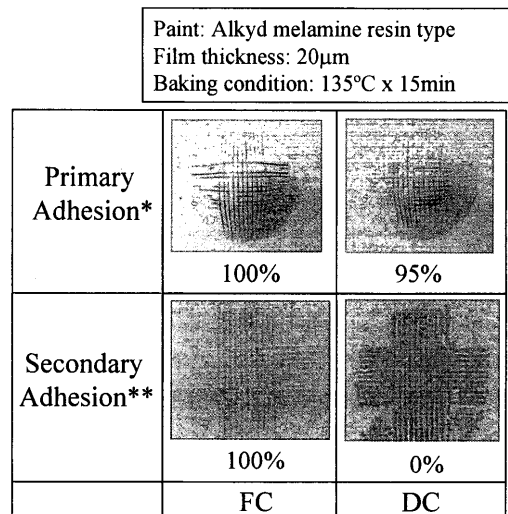 Paint: Alkyd melamine resin type
Film thickness: 20μm
Baking condition: 135°C x 15min
Primary
Adhesion*
100%
95%
Secondary
Adhesion**
100%
0%
FC
DC